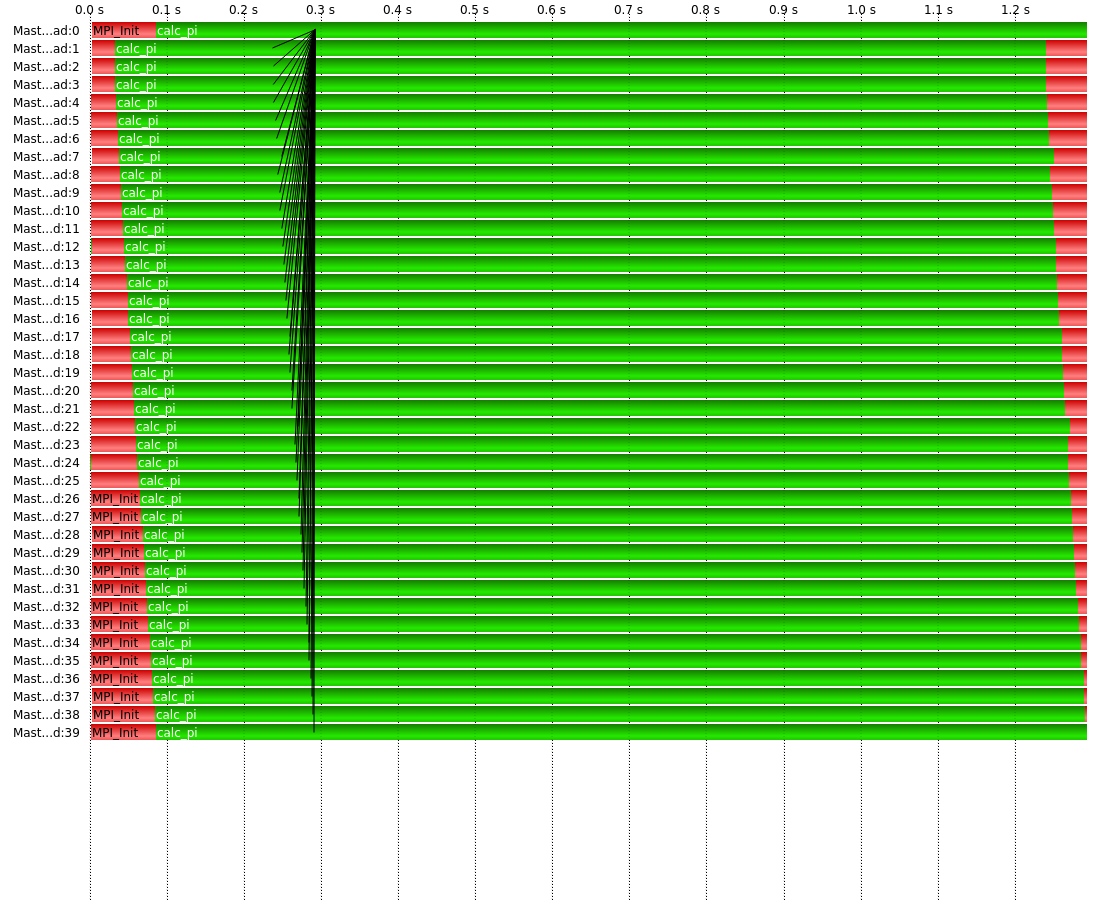 0.0 s 0.1 s 0.2 s 0.3 s 0.4 s 0.5 s 0.6 s 0.7 s 0.8 s 0.9 s 1.0 s 1.1 s 1.2 s
Mast...ad:0 MPI_Init calc_pi
Mast...ad:1 calc_pi
Mast...ad:2 calc_pi
Mast...ad:3 calc_pi
Mast...ad:4 calc_pi
Mast...ad:5 calc_pi
Mast...ad:6 calc_pi
Mast...ad:7 calc_pi
Mast...ad:8 calc_pi
Mast...ad:9 calc_pi
Mast...d:10 calc_pi
Mast...d:11 calc_pi
Mast...d:12 calc_pi
Mast...d:13 calc_pi
Mast...d:14 calc_pi
Mast...d:15 calc_pi
Mast...d:16 calc_pi
Mast...d:17 calc_pi
Mast...d:18 calc_pi
Mast...d:19 calc_pi
Mast...d:20 calc_pi
Mast...d:21 calc_pi
Mast...d:22 calc_pi
Mast...d:23 calc_pi
Mast...d:24 calc_pi
Mast...d:25 calc_pi
Mast...d:26 MPI_Init calc_pi
Mast...d:27 MPI_Init calc_pi
Mast...d:28 MPI_Init calc_pi
Mast...d:29 MPI_Init calc_pi
Mast...d:30 MPI_Init calc_pi
Mast...d:31 MPI_Init calc_pi
Mast...d:32 MPI_Init calc_pi
Mast...d:33 MPI_Init calc_pi
Mast...d:34 MPI_Init calc_pi
Mast...d:35 MPI_Init calc_pi
Mast...d:36 MPI_Init calc_pi
Mast...d:37 MPI_Init calc_pi
Mast...d:38 MPI_Init calc_pi
Mast...d:39 MPI_Init calc_pi